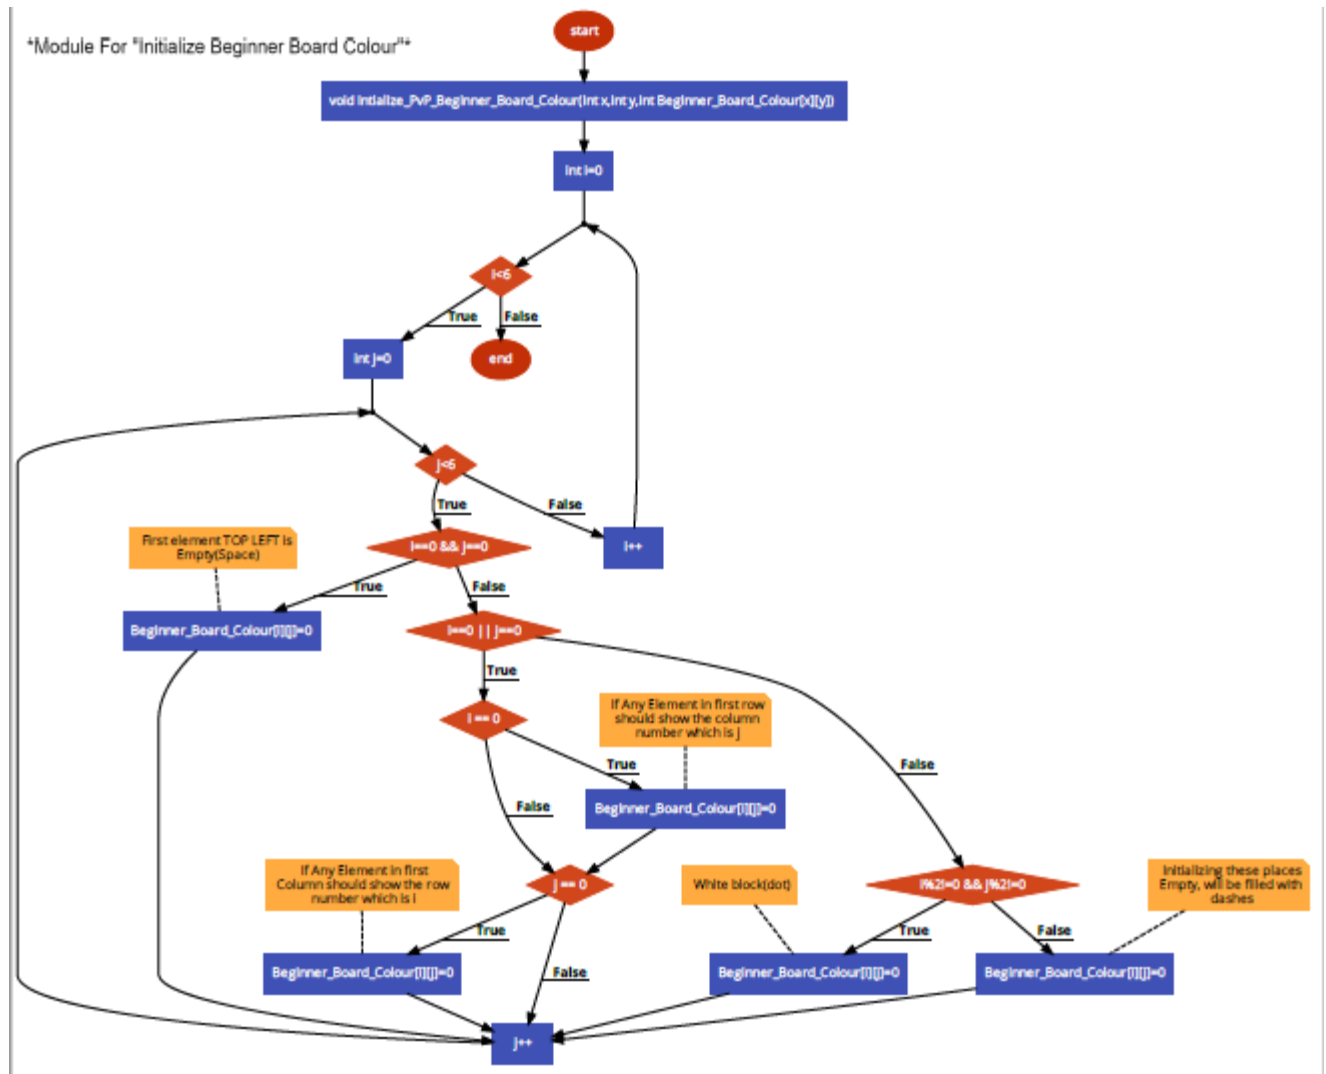 *Module For "Initialize Beginner Board Colour"*
start
void Intialize_PvP_Beginner_Board_Colour(int x,int y,int Beginner_Board_Colour[x][y])
int i=0
i<6
True
False
int j=0
end
j<6
True
False
First element TOP LEFT is
Empty(Space)
i==0 && j==0
i++
True
False
Beginner_Board_Colour[i][j]=0
i==0 || j==0
True
If Any Element in first row
should show the column
number which is j
i == 0
True
False
Beginner_Board_Colour[i][j]=0
False
If Any Element in first
Column should show the row
number which is i
j == 0
White block(dot)
i%2!=0 && j%2!=0
Initializing these places
Empty, will be filled with
dashes
True
True
False
Beginner_Board_Colour[i][j]=0
False
Beginner_Board_Colour[i][j]=0
Beginner_Board_Colour[i][j]=0
j++